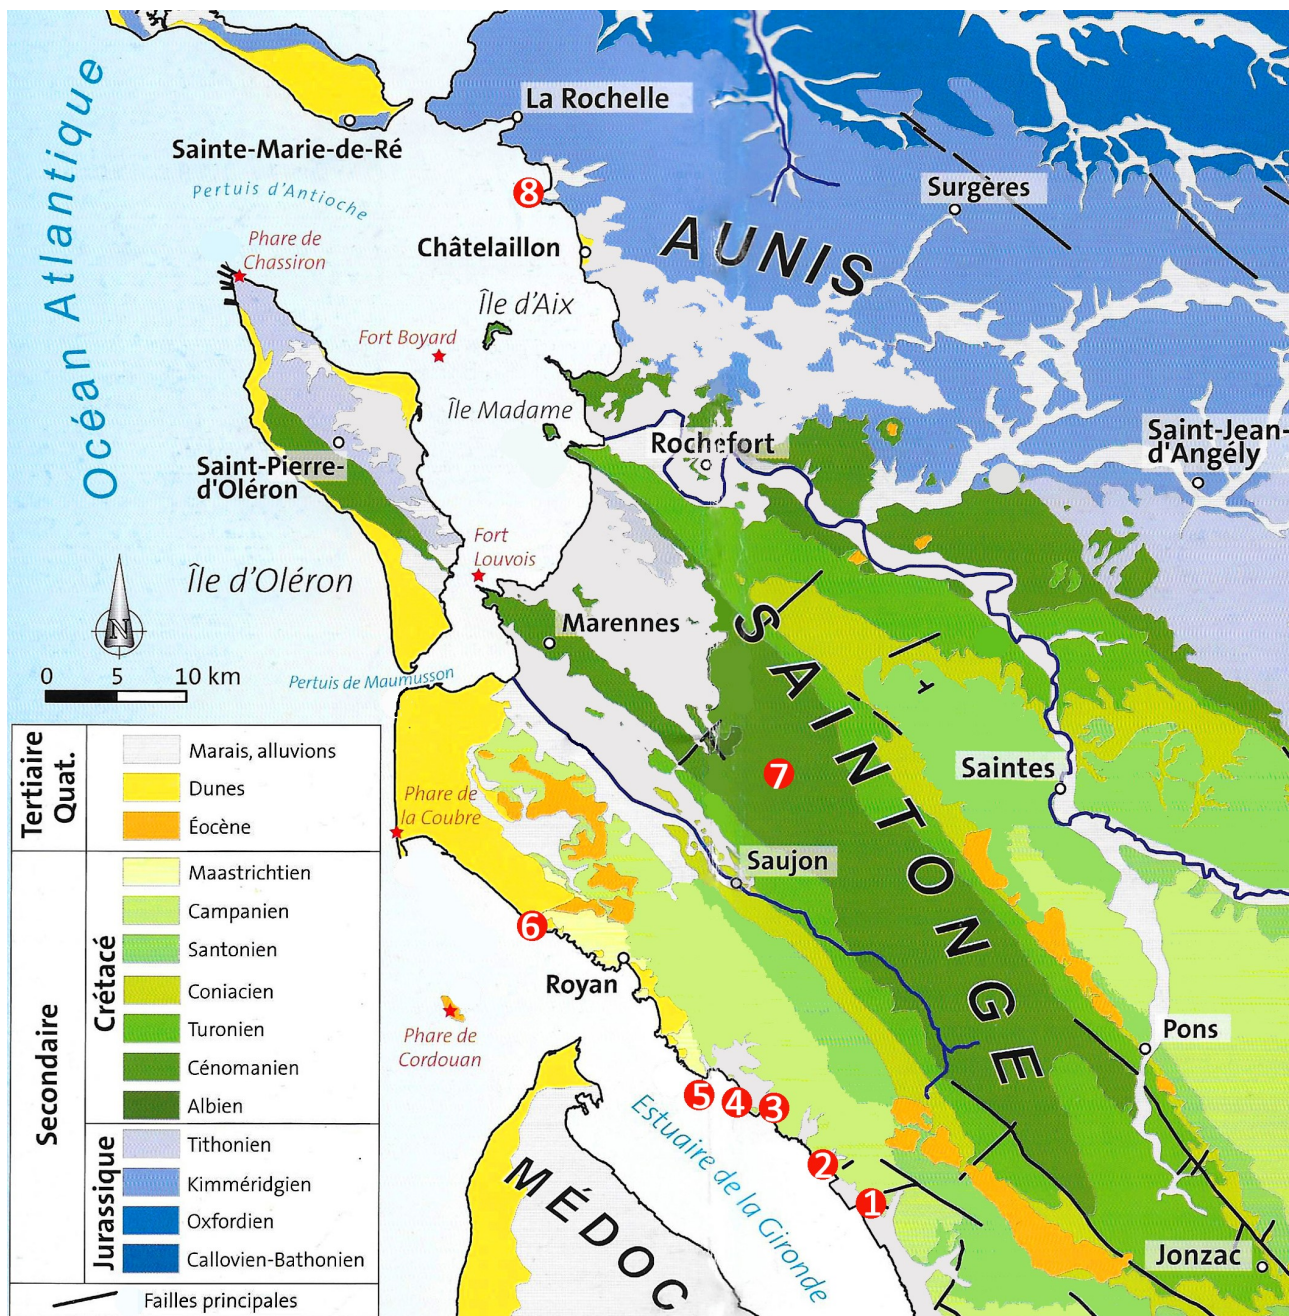 Océan Atlantique
La Rochelle
Sainte-Marie-de-Ré
Pertuis d'Antioche
8
Surgères
AUNIS
Phare de
Chassiron
Châtelaillon
Île d'Aix
Fort Boyard
Île Madame
Rochefort
Saint-Jean-
d'Angély
Saint-Pierre-
d'Oléron
Fort
Louvois
Île d'Oléron
N
Marennes
SAINTONGE
0 5 10 km
Pertuis de Maumusson
7
Saintes
Phare de
la Coubre
Saujon
6
Royan
Phare de
Cordouan
Pons
5
4
3
2
1
Estuaire de la Gironde
MÉDOC
Jonzac
Tertiaire
Quat.
Marais, alluvions
Dunes
Éocène
Secondaire
Crétacé
Maastrichtien
Campanien
Santonien
Coniacien
Turonien
Cénomanien
Albien
Jurassique
Tithonien
Kimméridgien
Oxfordien
Callovien-Bathonien
Failles principales